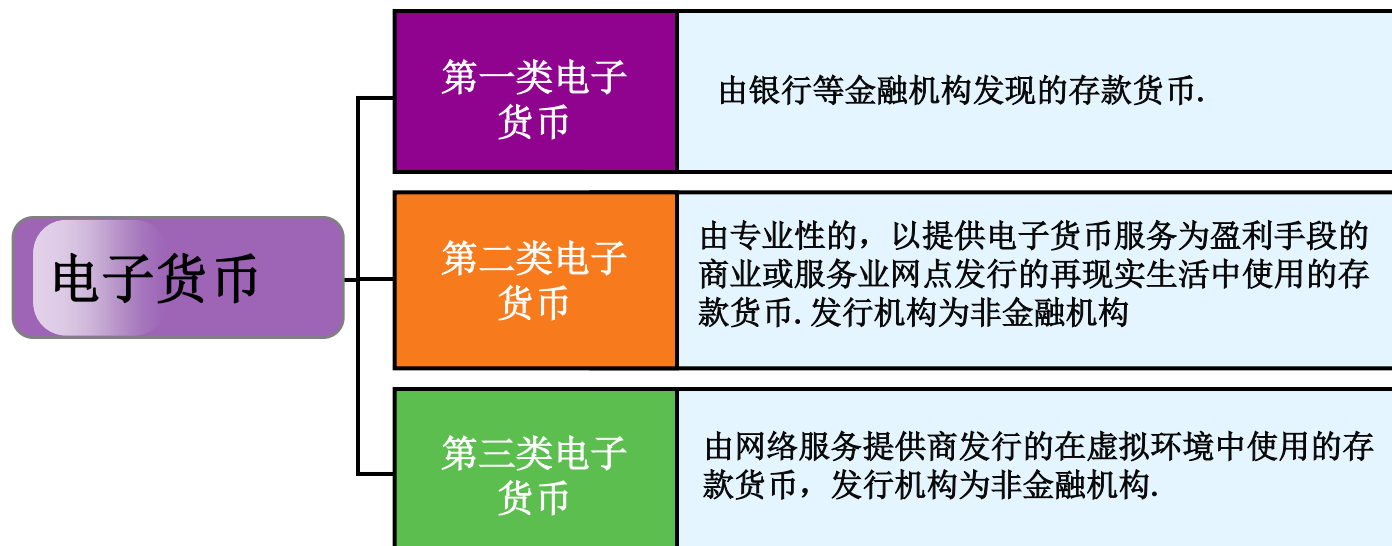 第一类电子
货币
由银行等金融机构发现的存款货币.
电子货币
第二类电子
货币
由专业性的，以提供电子货币服务为盈利手段的
商业或服务业网点发行的再现实生活中使用的存
款货币.发行机构为非金融机构
第三类电子
货币
由网络服务提供商发行的在虚拟环境中使用的存
款货币，发行机构为非金融机构.